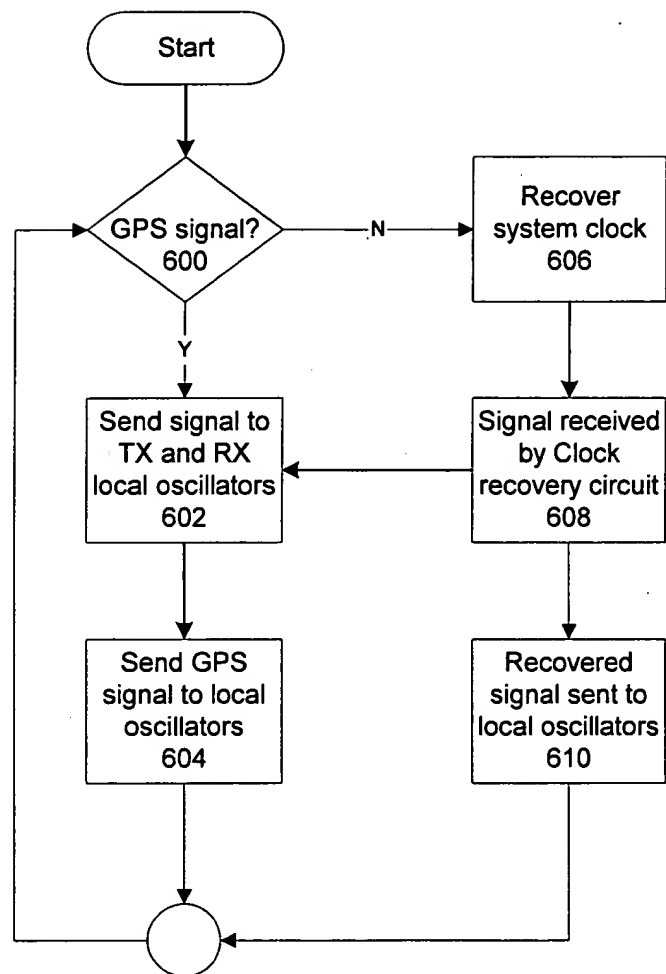 Start
GPS signal?
600
N
Y
Recover
system clock
606
Send signal to
TX and RX
local oscillators
602
Signal received
by Clock
recovery circuit
608
Send GPS
signal to local
oscillators
604
Recovered
signal sent to
local oscillators
610